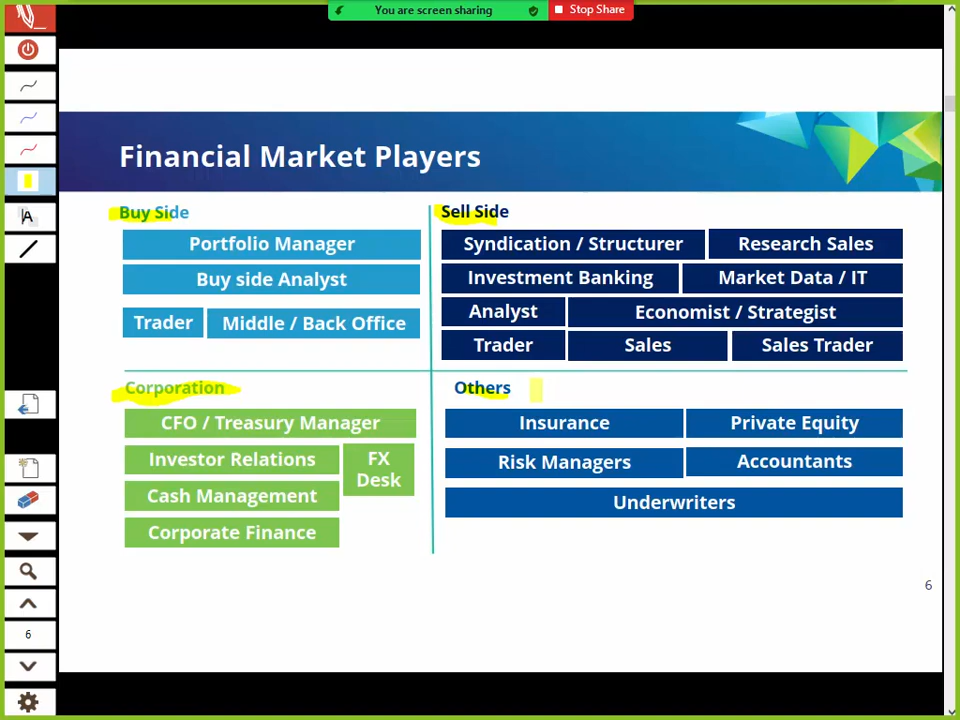 You are screen sharing
Stop Share
Financial Market Players
Buy Side
Portfolio Manager
Buy side Analyst
Trader
Middle / Back Office
Sell Side
Syndication / Structurer
Research Sales
Investment Banking
Market Data / IT
Analyst
Economist / Strategist
Trader
Sales
Sales Trader
Corporation
CFO / Treasury Manager
Investor Relations
FX
Desk
Cash Management
Corporate Finance
Others
Insurance
Private Equity
Risk Managers
Accountants
Underwriters
6
A
6